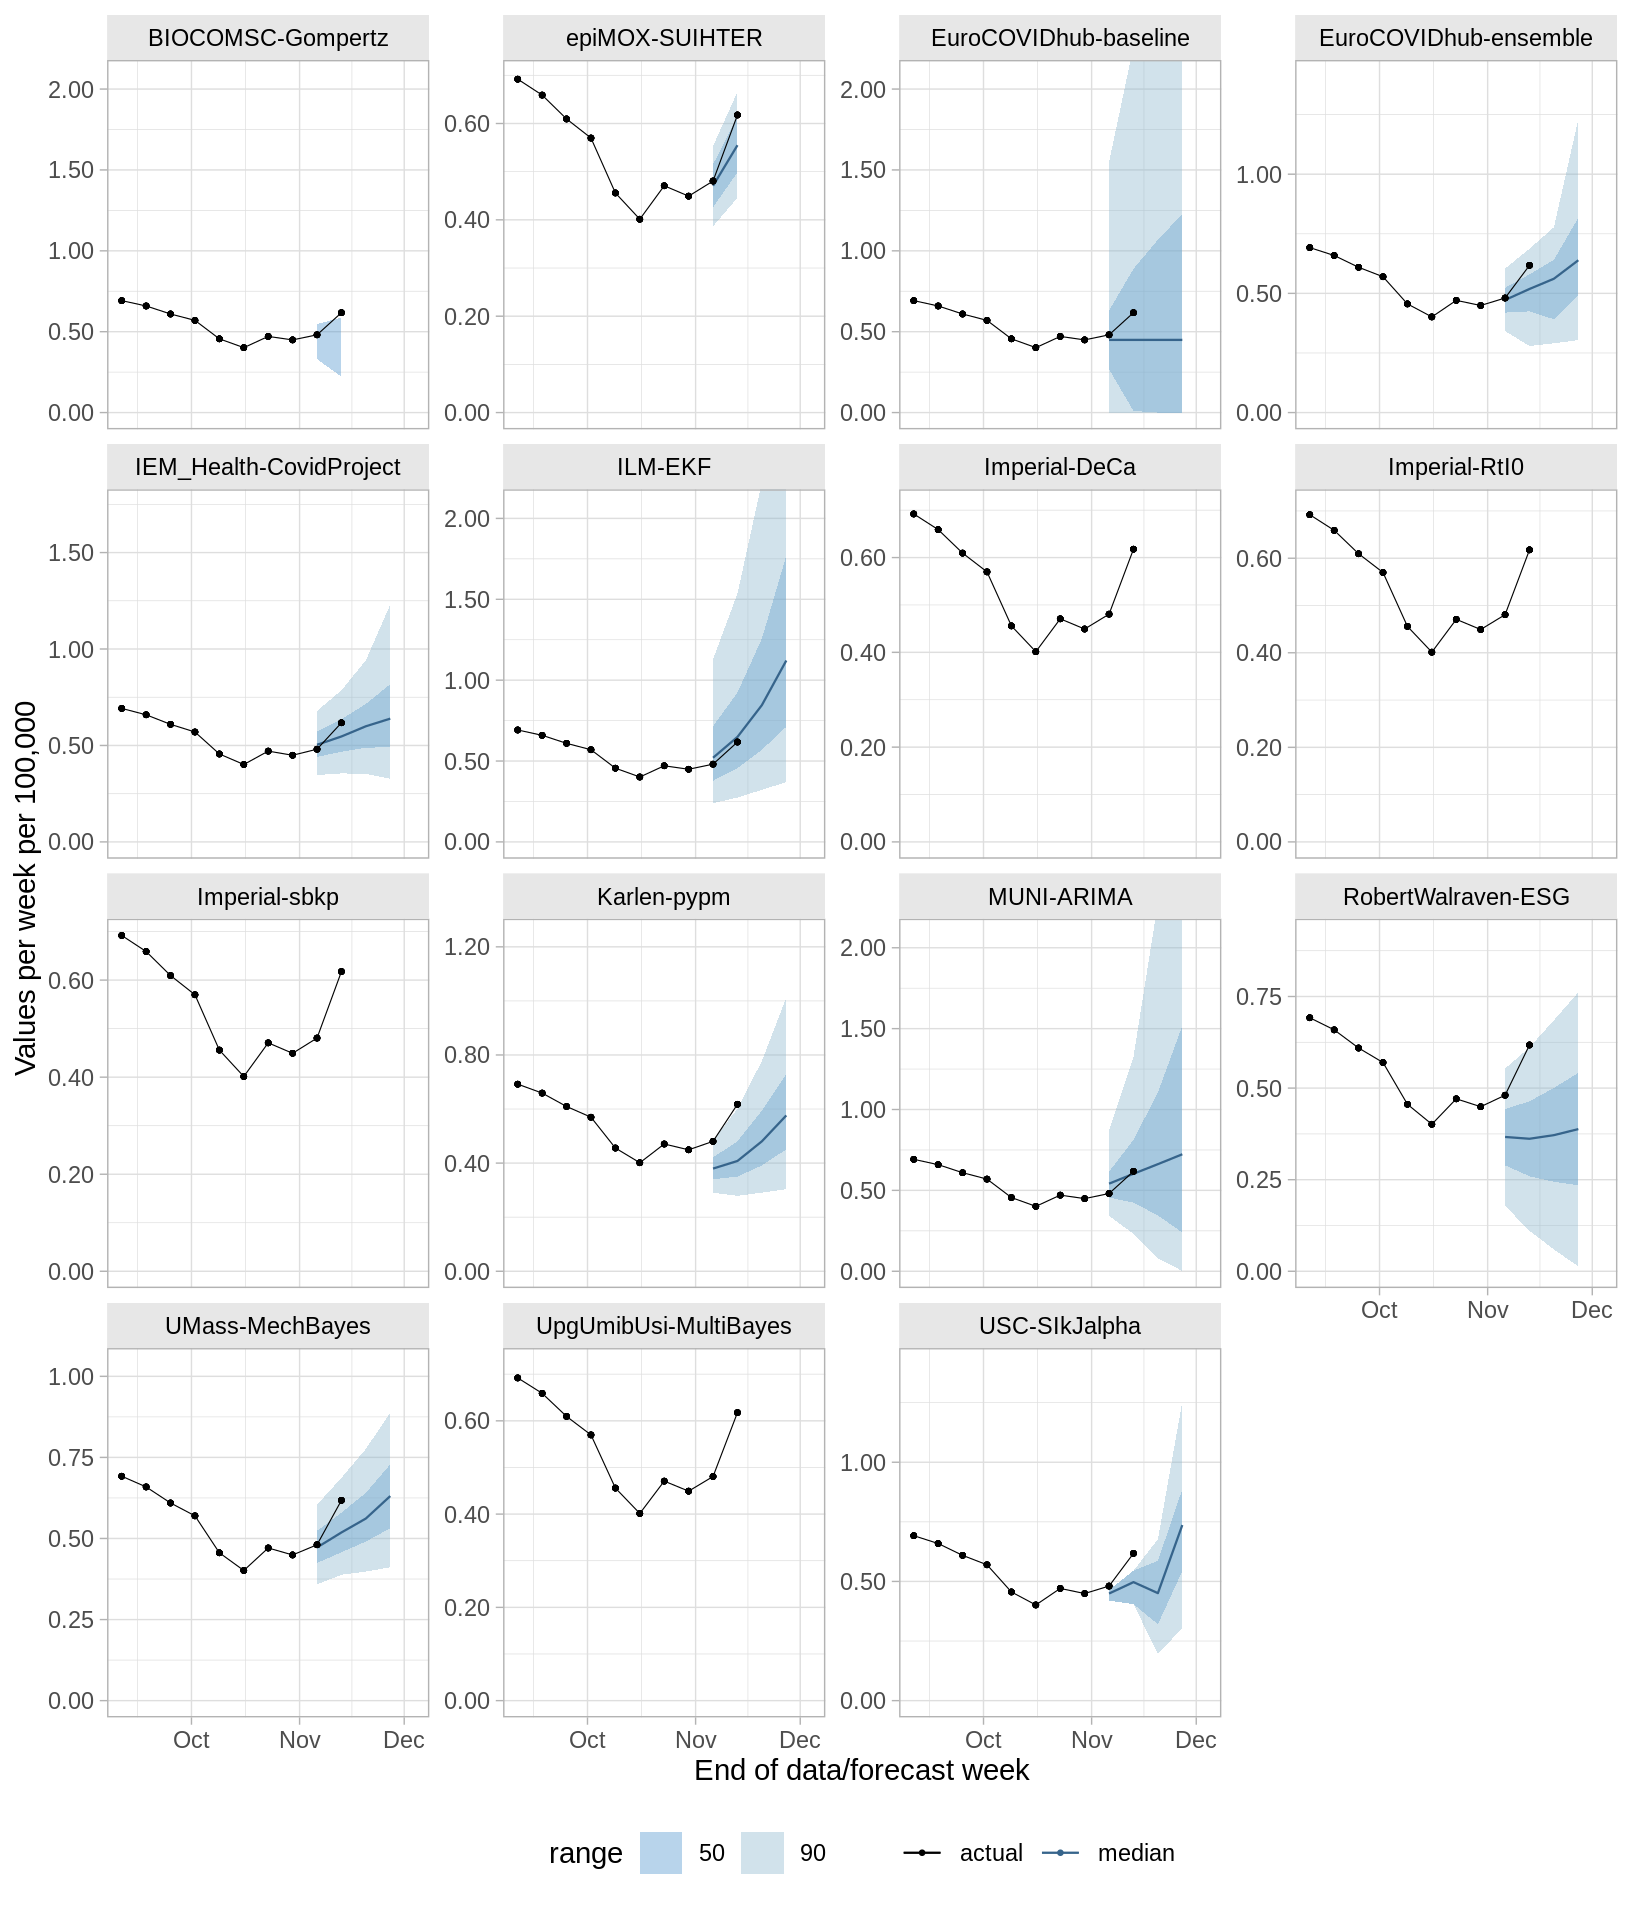 BIOCOMSC-Gompertz epiMOX-SUIHTER EuroCOVIDhub-baseline EuroCOVIDhub-ensemble
2.00 1.50 1.00 0.50 0.00
0.60 0.40 0.20 0.00
2.00 1.50 1.00 0.50 0.00
1.00 0.50 0.00
IEM_Health-CovidProject ILM-EKF Imperial-DeCa Imperial-RtI0
1.50 1.00 0.50 0.00
2.00 1.50 1.00 0.50 0.00
0.60 0.40 0.20 0.00
0.60 0.40 0.20 0.00
Values per week per 100,000
Imperial-sbkp Karlen-pypm MUNI-ARIMA RobertWalraven-ESG
0.60 0.40 0.20 0.00
1.20 0.80 0.40 0.00
2.00 1.50 1.00 0.50 0.00
0.75 0.50 0.25 0.00
Oct Nov Dec
UMass-MechBayes UpgUmibUsi-MultiBayes USC-SIkJalpha
1.00 0.75 0.50 0.25 0.00
0.60 0.40 0.20 0.00
1.00 0.50 0.00
Oct Nov Dec Oct Nov Dec Oct Nov Dec
End of data/forecast week
range 50 90 actual median